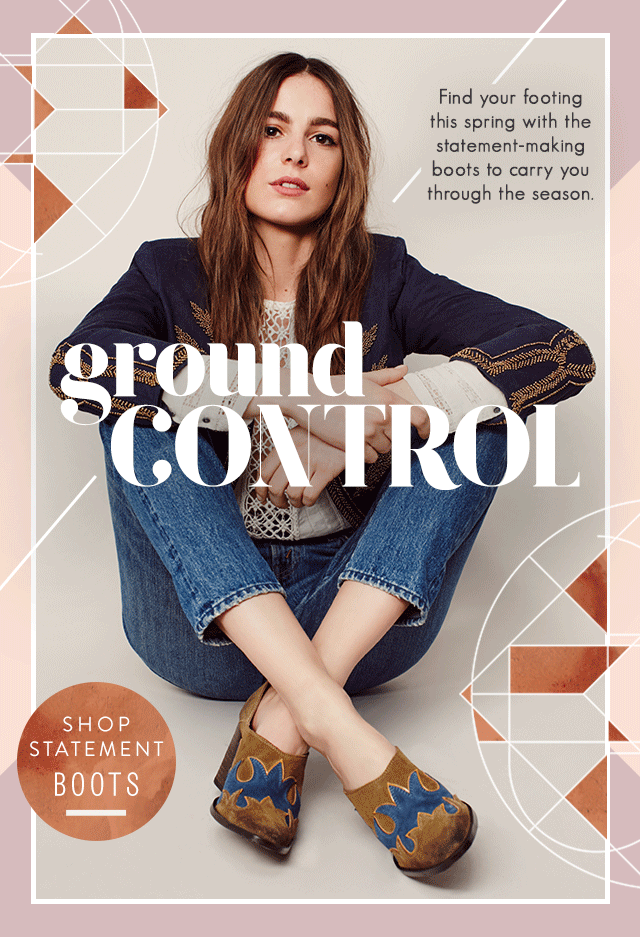 Find your footing
this spring with the
statement-making
boots to carry you
through the season.
ground
CONTROL
SHOP
STATEMENT
BOOTS